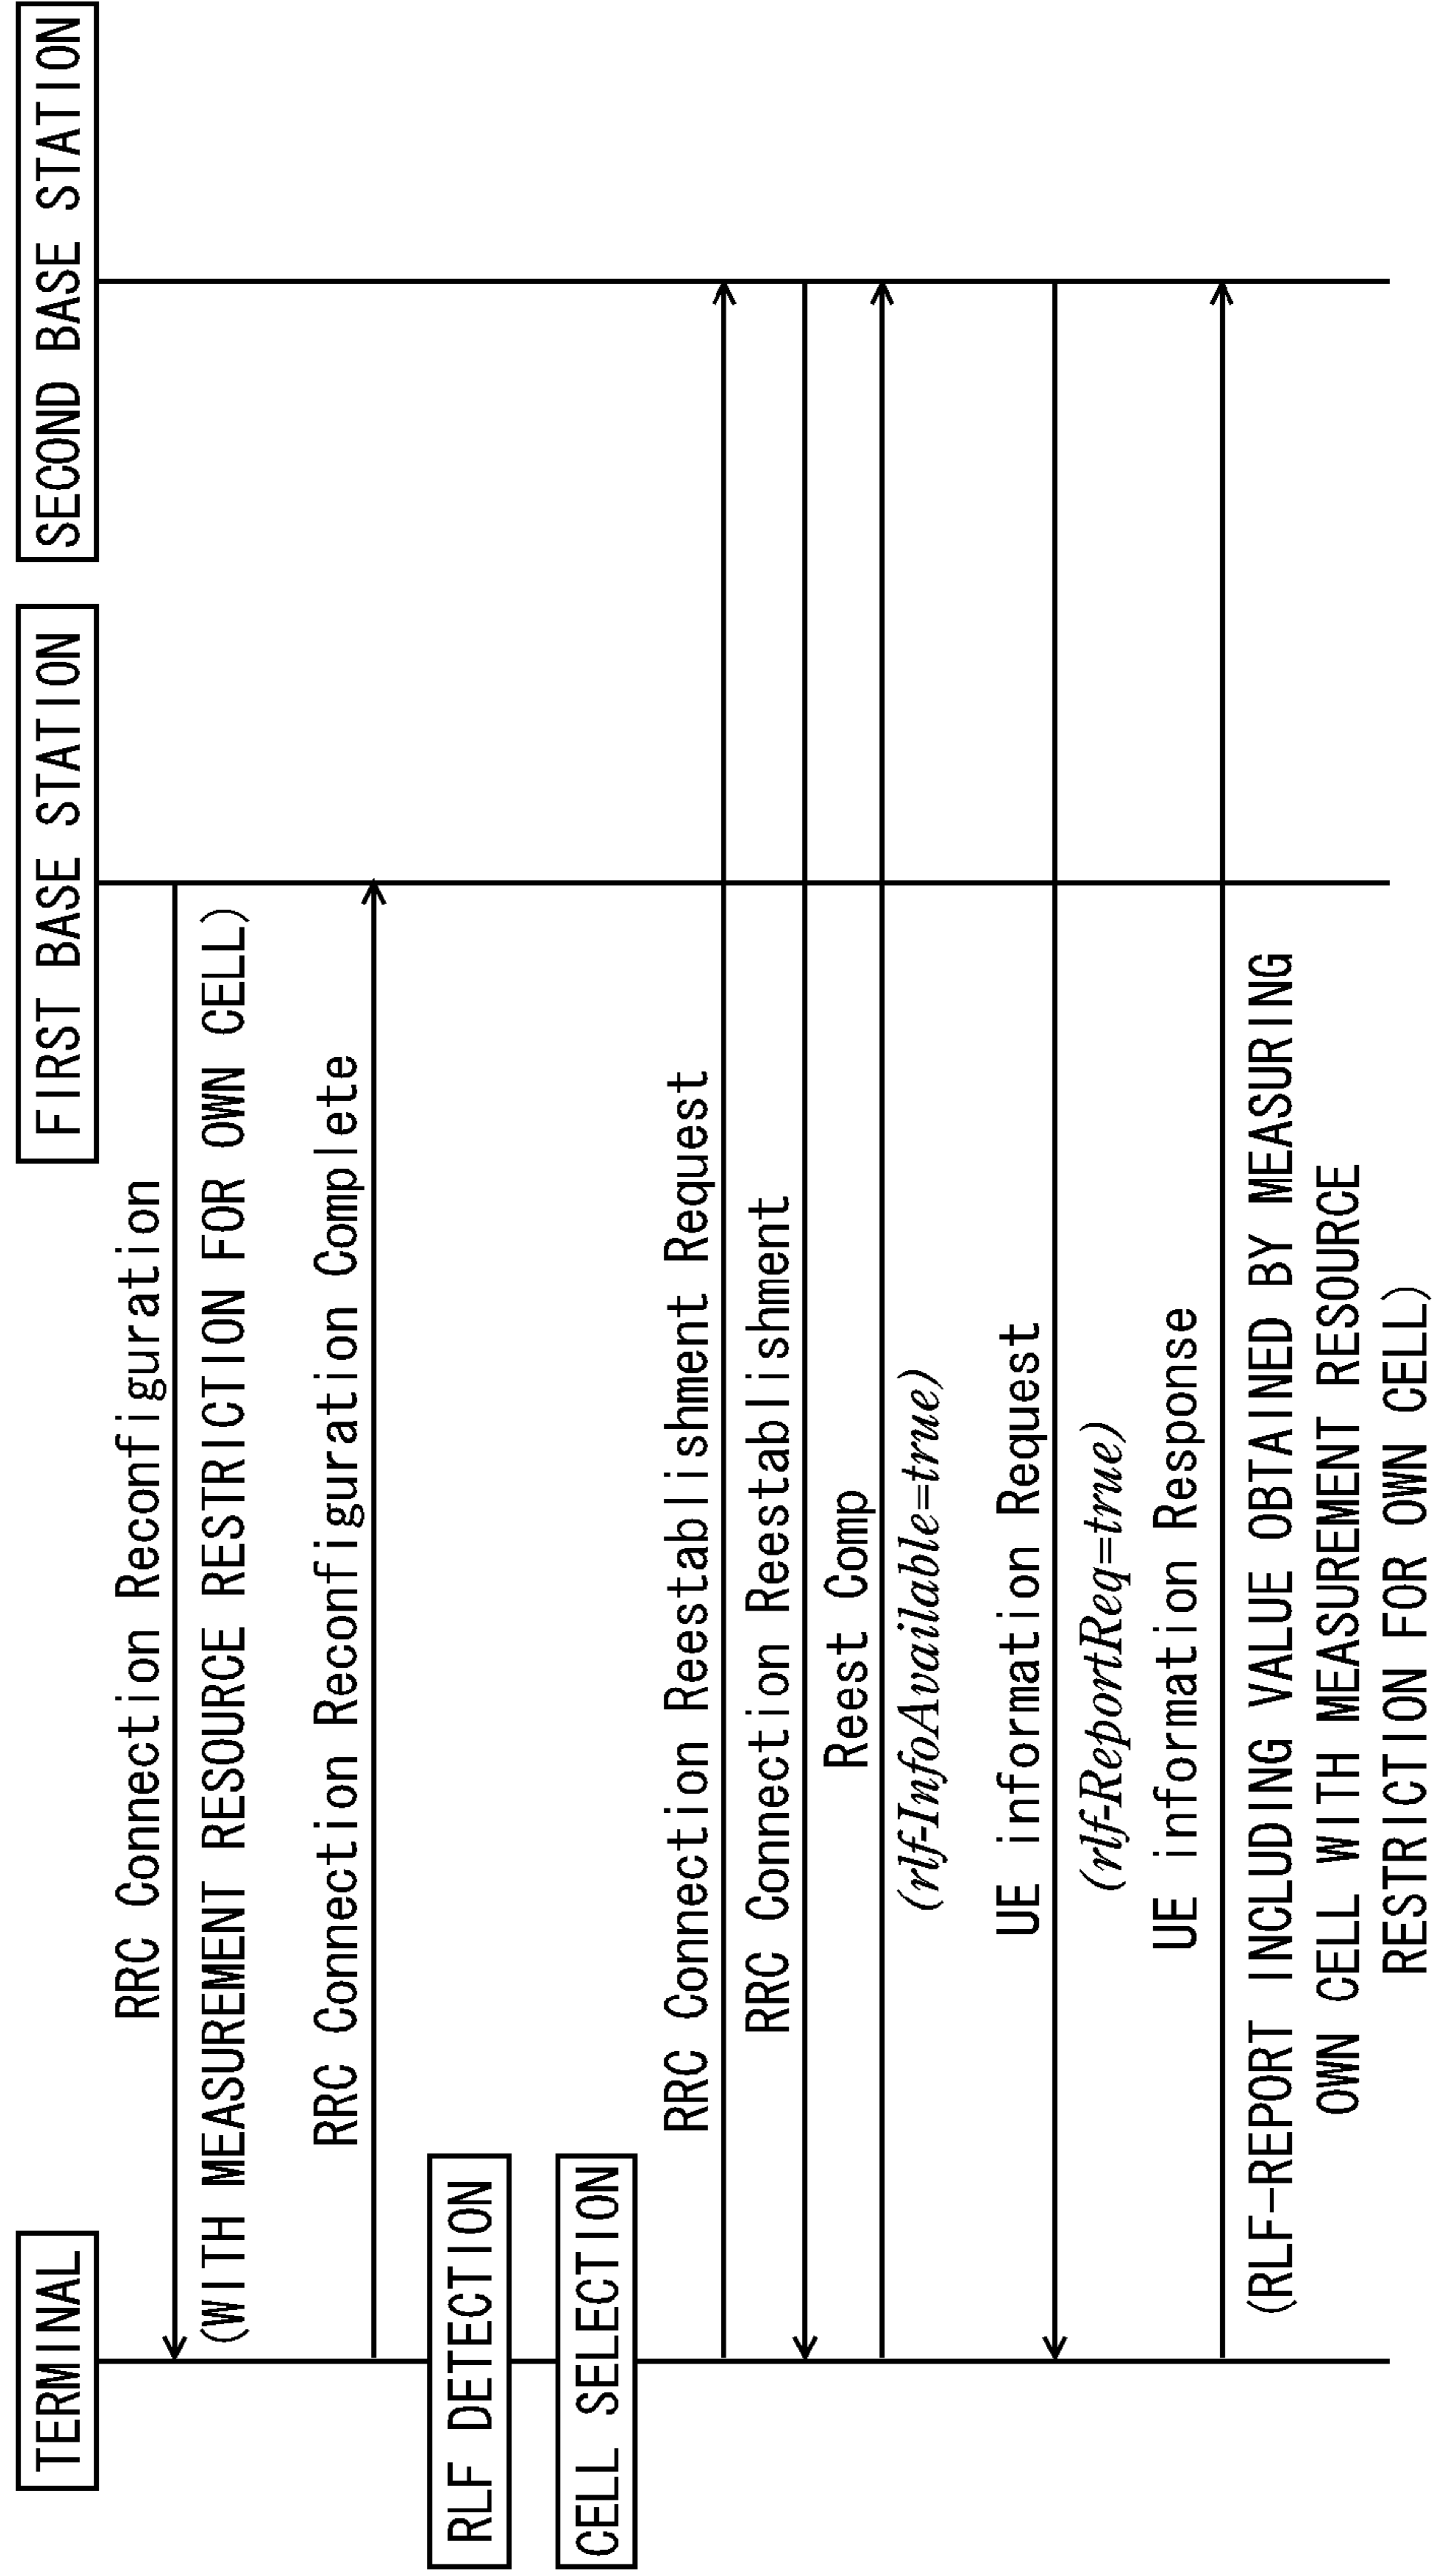 TERMINAL
FIRST BASE STATION
SECOND BASE STATION
RRC Connection Reconfiguration
(WITH MEASUREMENT RESOURCE RESTRICTION FOR OWN CELL)
RRC Connection Reconfiguration Complete
RLF DETECTION
CELL SELECTION
RRC Connection Reestablishment Request
RRC Connection Reestablishment
Reest Comp
(rlf-InfoAvailable=true)
UE information Request
(rlf-ReportReq=true)
UE information Response
(RLF-REPORT INCLUDING VALUE OBTAINED BY MEASURING
OWN CELL WITH MEASUREMENT RESOURCE
RESTRICTION FOR OWN CELL)